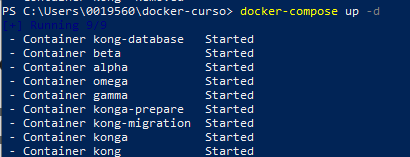 PS C:\Users\0019560\docker-curso> docker-compose up -d
[+] Running 9/9
- Container kong-database Started
- Container beta Started
- Container alpha Started
- Container omega Started
- Container gamma Started
- Container konga-prepare Started
- Container kong-migration Started
- Container konga Started
- Container kong Started